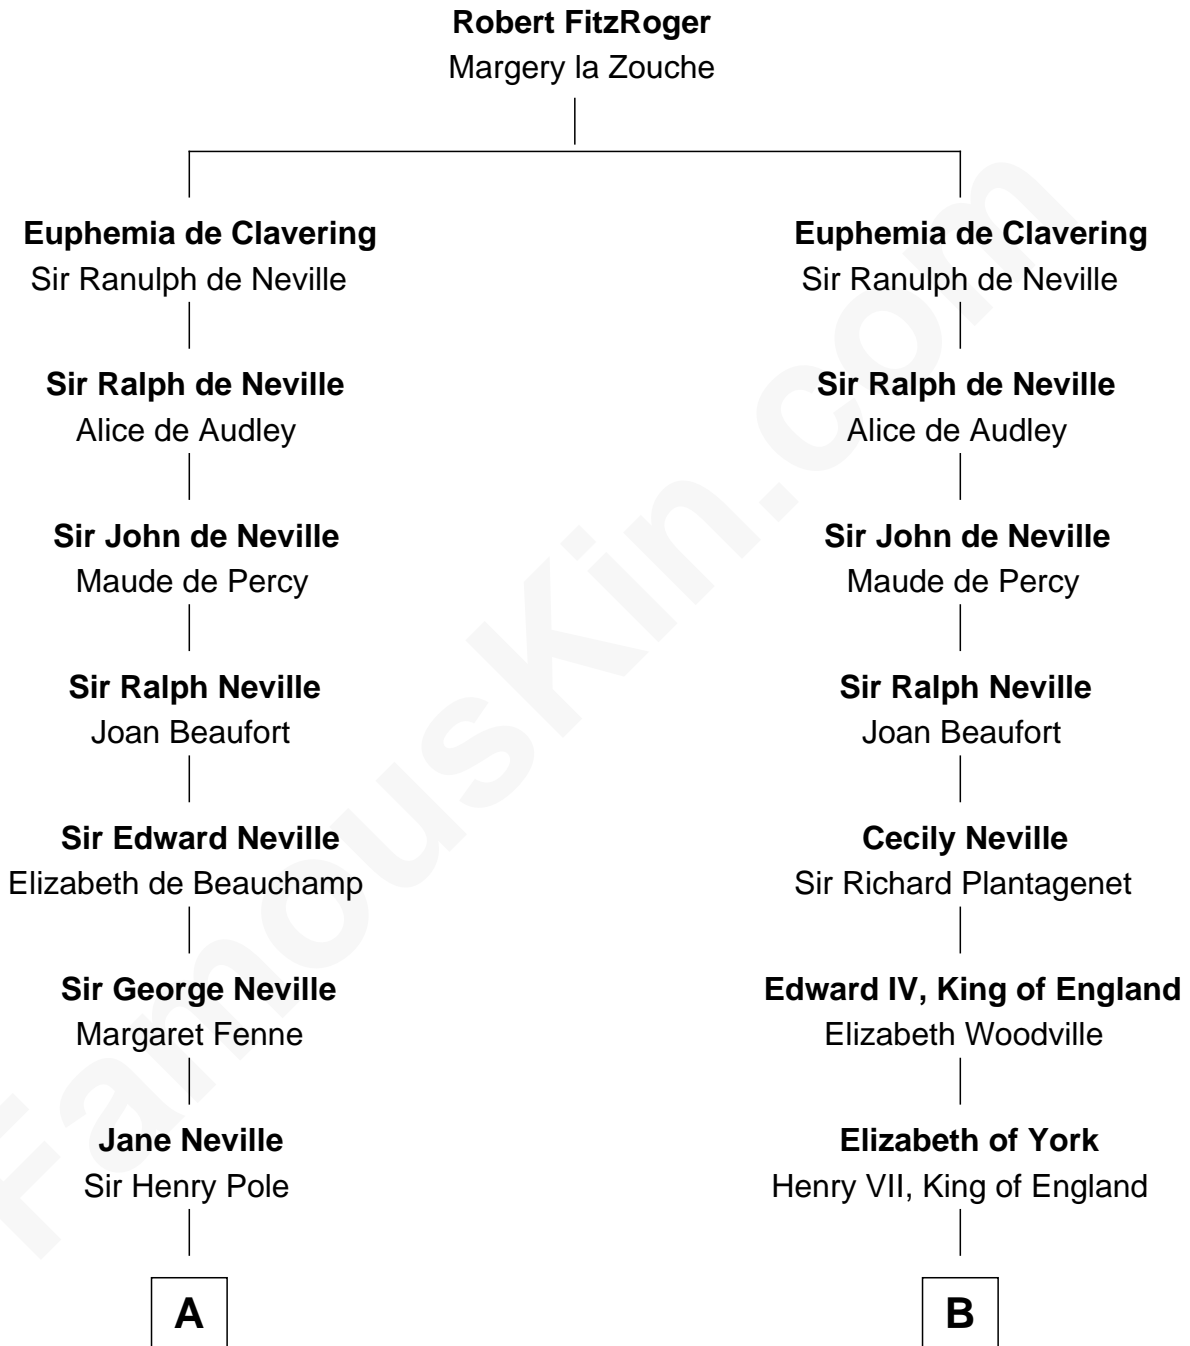 Robert FitzRoger
Margery la Zouche
Euphemia de Clavering
Sir Ranulph de Neville
Sir Ralph de Neville
Alice de Audley
Sir John de Neville
Maude de Percy
Sir Ralph Neville
Joan Beaufort
Sir Edward Neville
Elizabeth de Beauchamp
Sir George Neville
Margaret Fenne
Jane Neville
Sir Henry Pole
A
Euphemia de Clavering
Sir Ranulph de Neville
Sir Ralph de Neville
Alice de Audley
Sir John de Neville
Maude de Percy
Sir Ralph Neville
Joan Beaufort
Cecily Neville
Sir Richard Plantagenet
Edward IV, King of England
Elizabeth Woodville
Elizabeth of York
Henry VII, King of England
B
FamousKin.com